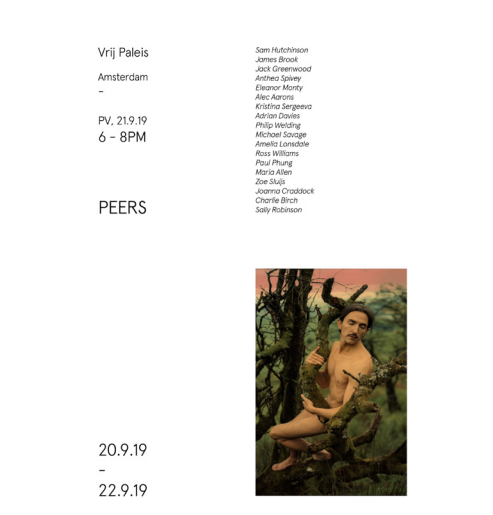 Vrij Paleis
Amsterdam
–
PV, 21.9.19
6 – 8PM
PEERS
20.9.19
–
22.9.19
Sam Hutchinson
James Brook
Jack Greenwood
Anthea Spivey
Eleanor Monty
Alec Aarons
Kristina Sergeeva
Adrian Davies
Philip Welding
Michael Savage
Amelia Lonsdale
Ross Williams
Paul Phung
Maria Allen
Zoe Sluijs
Joanna Craddock
Charlie Birch
Sally Robinson